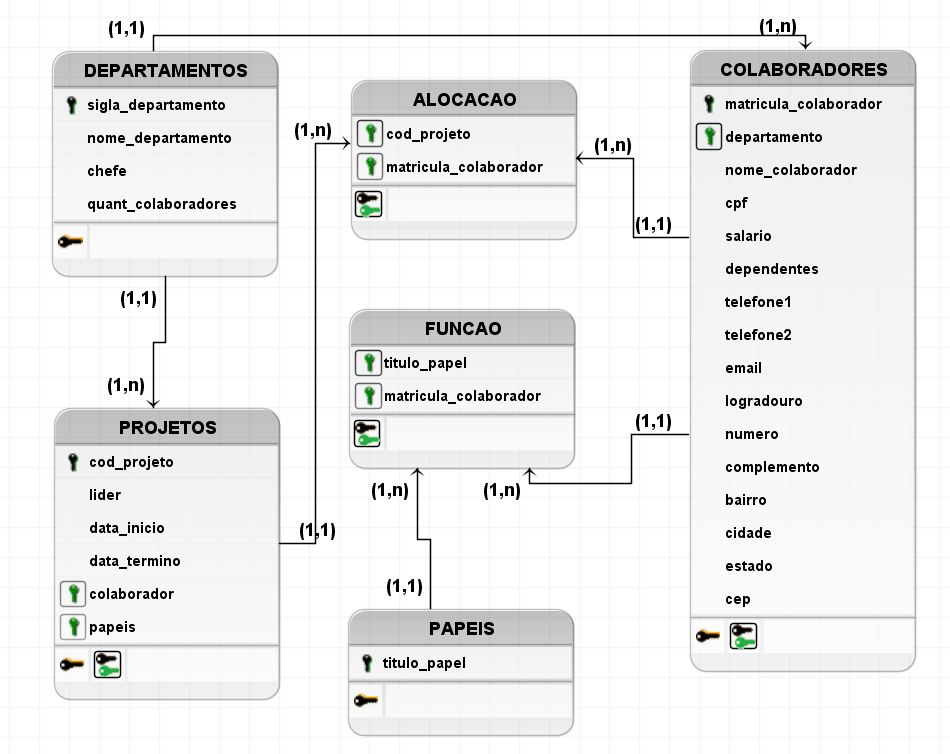 (1,1)
(1,n)
DEPARTAMENTOS
sigla_departamento
nome_departamento
chefe
quant_colaboradores
(1,1)
(1,n)
PROJETOS
cod_projeto
lider
data_inicio
data_termino
colaborador
papeis
(1,1)
(1,n)
ALOCACAO
cod_projeto
matricula_colaborador
(1,n)
(1,1)
FUNCAO
titulo_papel
matricula_colaborador
(1,n)
(1,n)
(1,1)
(1,1)
PAPEIS
titulo_papel
COLABORADORES
matricula_colaborador
departamento
nome_colaborador
cpf
salario
dependentes
telefone1
telefone2
email
logradouro
numero
complemento
bairro
cidade
estado
cep